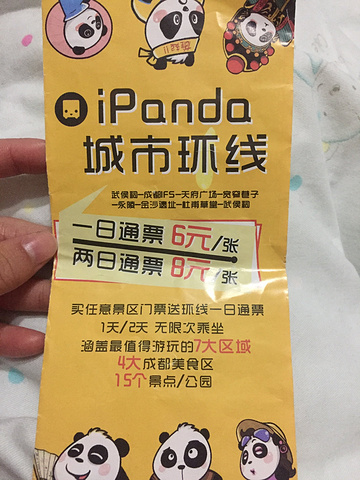 iPanda
城市环线
武侯祠-成都IFS-天府广场-宽窄巷子
-永陵-金沙遗址-杜甫草堂-武侯祠
一日通票 6元/张
两日通票 8元/张
买任意景区门票送环线一日通票
1天/2天 无限次乘坐
涵盖最值得游玩的7大区域
4大成都美食区
15个景点/公园